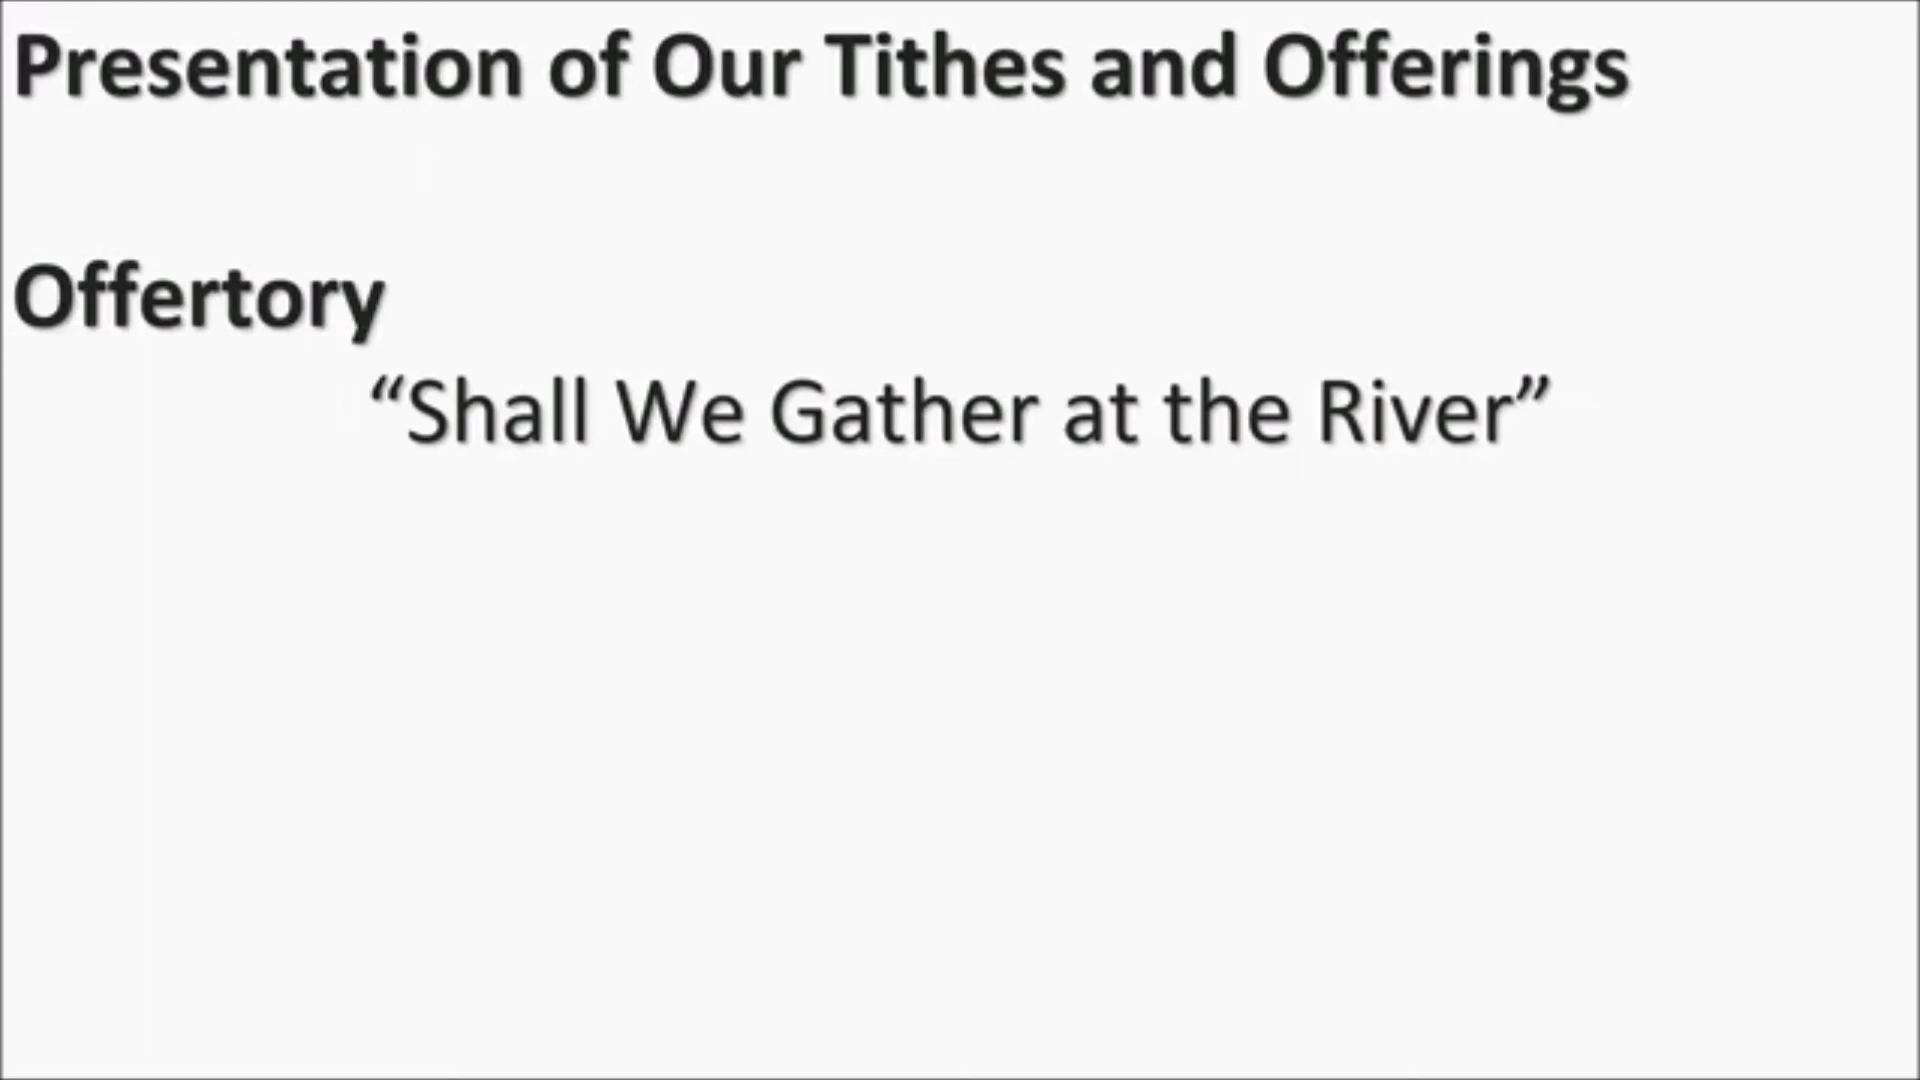 Presentation of Our Tithes and Offerings
Offertory
“Shall We Gather at the River”